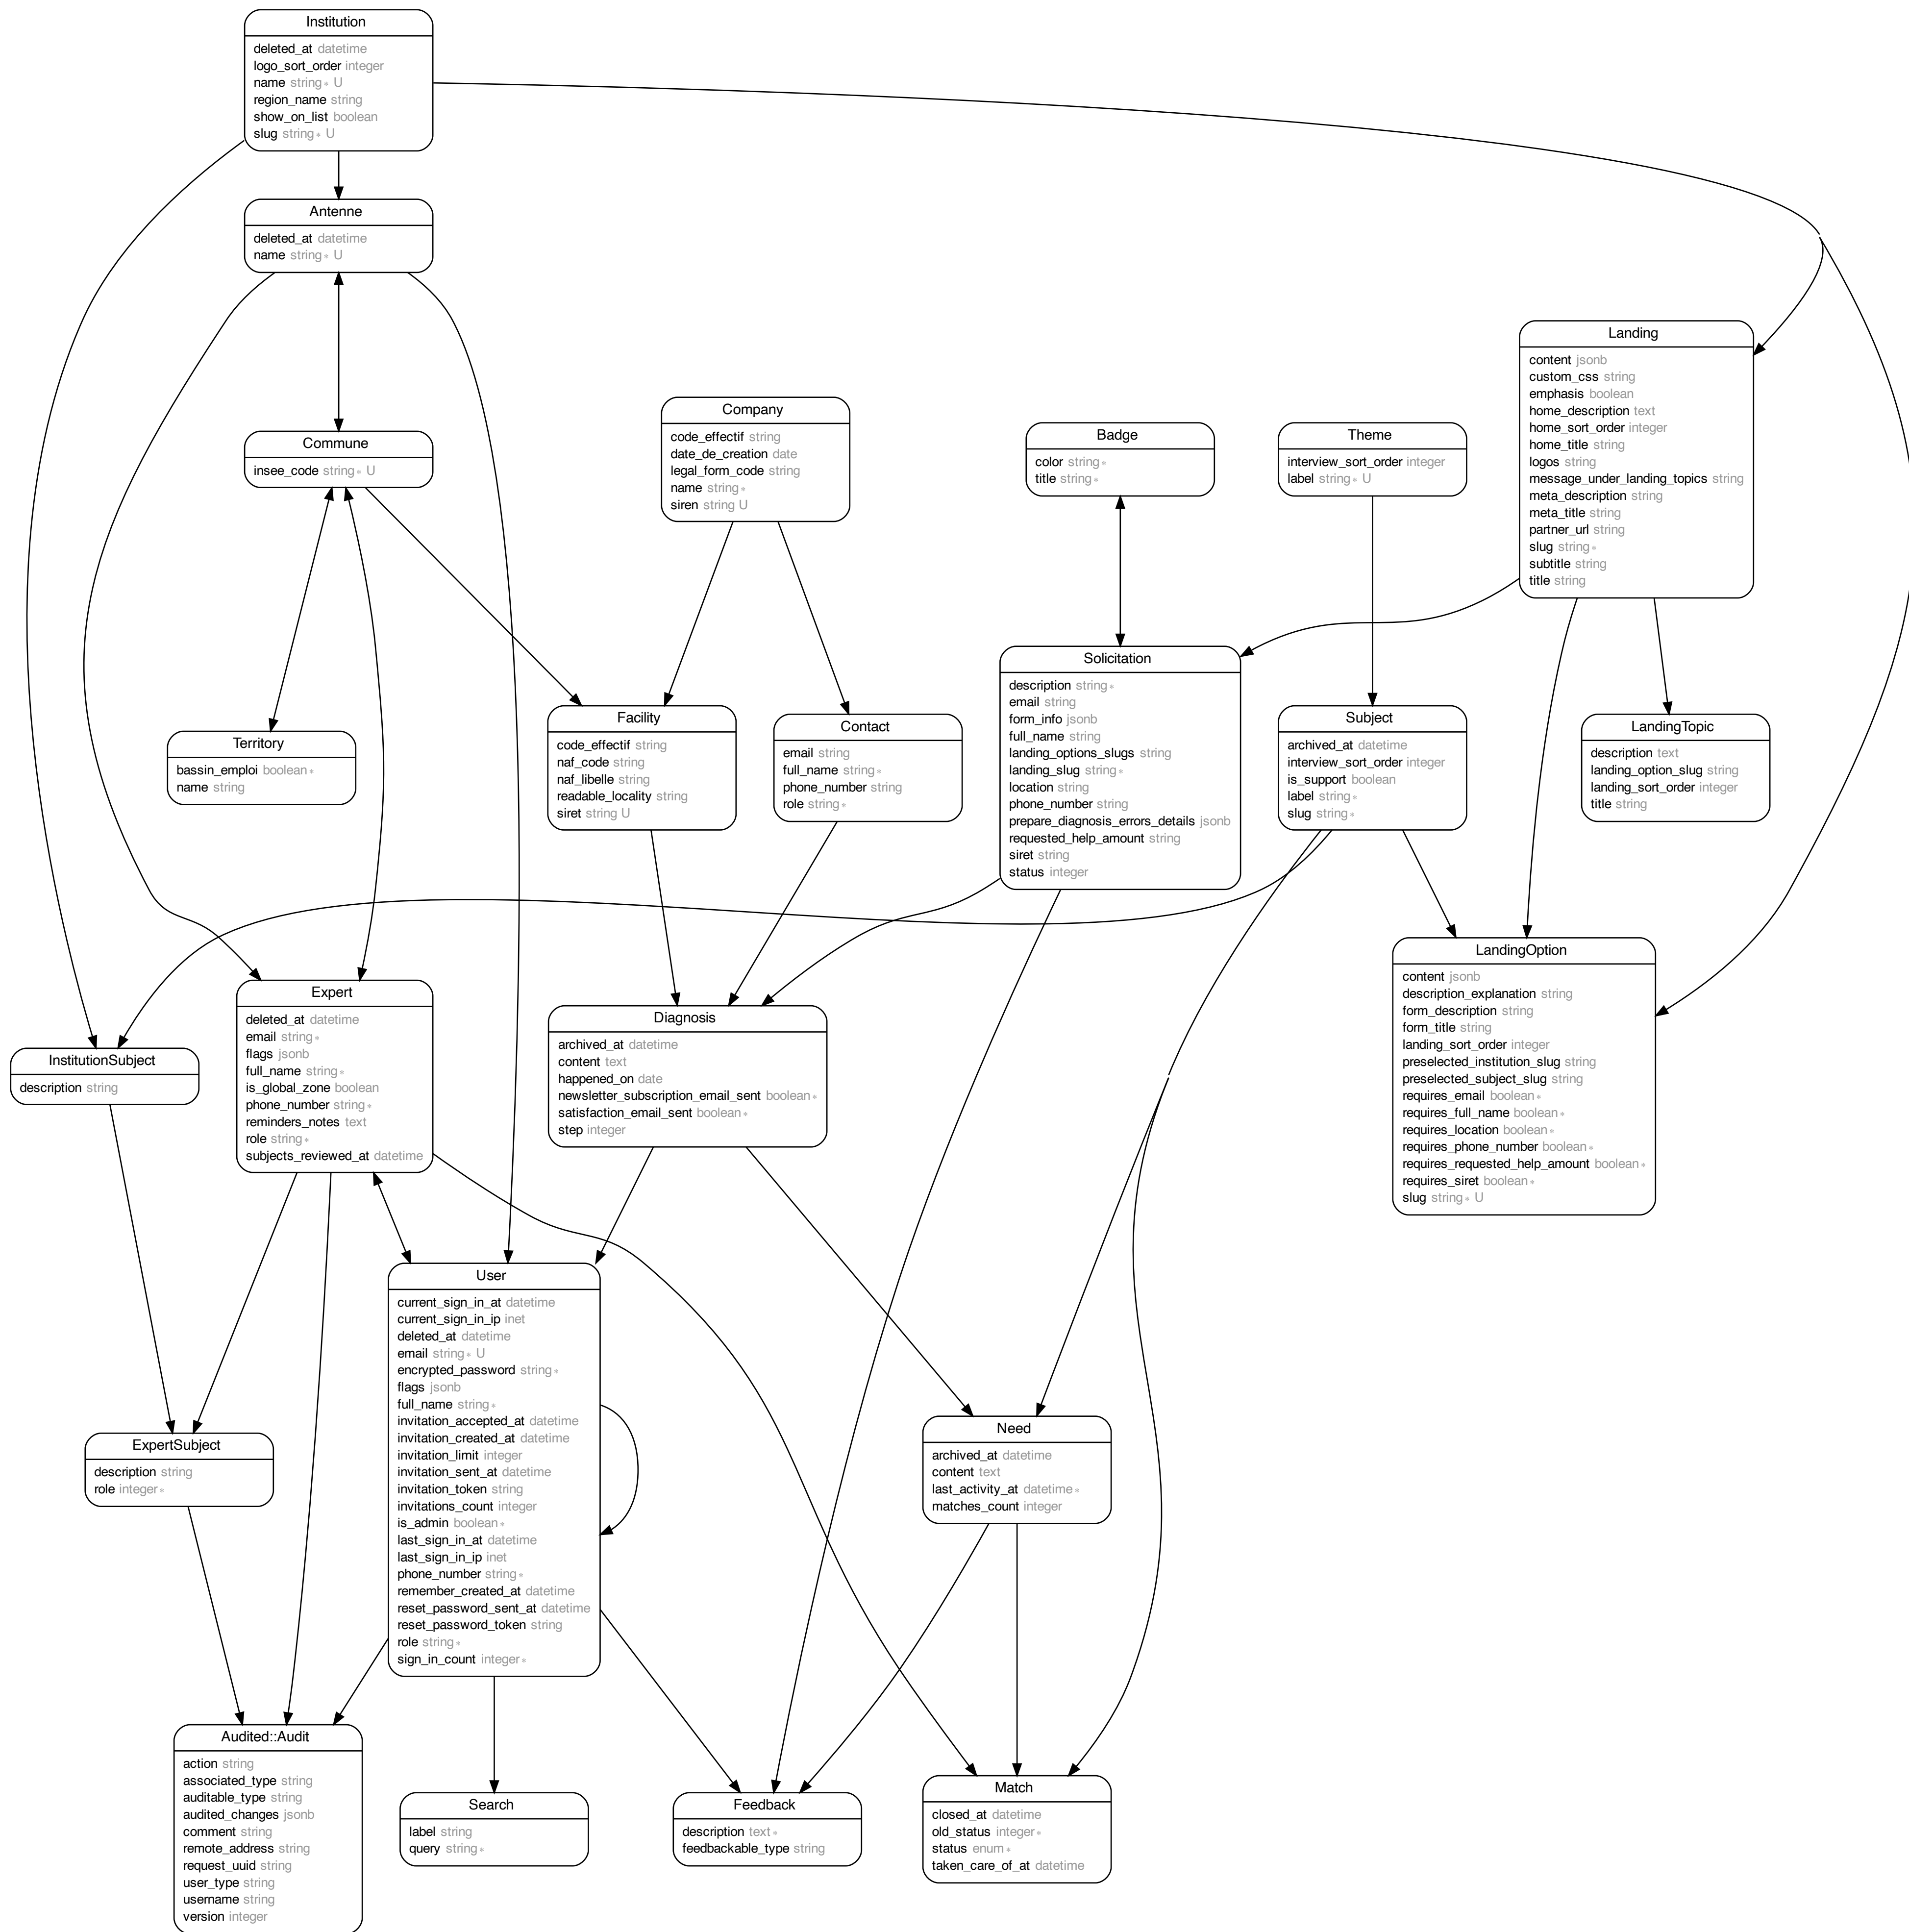 Institution
deleted_at datetime
logo_sort_order integer
name string * U
region_name string
show_on_list boolean
slug string * U
Antenne
deleted_at datetime
name string * U
Landing
content jsonb
custom_css string
emphasis boolean
home_description text
home_sort_order integer
home_title string
logos string
message_under_landing_topics string
meta_description string
meta_title string
partner_url string
slug string *
subtitle string
title string
Company
code_effectif string
date_de_creation date
legal_form_code string
name string *
siren string U
Badge
color string *
title string *
Theme
interview_sort_order integer
label string * U
Commune
insee_code string * U
Solicitation
description string *
email string
form_info jsonb
full_name string
landing_options_slugs string
landing_slug string *
location string
phone_number string
prepare_diagnosis_errors_details jsonb
requested_help_amount string
siret string
status integer
Facility
code_effectif string
naf_code string
naf_libelle string
readable_locality string
siret string U
Contact
email string
full_name string *
phone_number string
role string *
Subject
archived_at datetime
interview_sort_order integer
is_support boolean
label string *
slug string *
LandingTopic
description text
landing_option_slug string
landing_sort_order integer
title string
Territory
bassin_emploi boolean *
name string
LandingOption
content jsonb
description_explanation string
form_description string
form_title string
landing_sort_order integer
preselected_institution_slug string
preselected_subject_slug string
requires_email boolean *
requires_full_name boolean *
requires_location boolean *
requires_phone_number boolean *
requires_requested_help_amount boolean *
requires_siret boolean *
slug string * U
Expert
deleted_at datetime
email string *
flags jsonb
full_name string *
is_global_zone boolean
phone_number string *
reminders_notes text
role string *
subjects_reviewed_at datetime
Diagnosis
archived_at datetime
content text
happened_on date
newsletter_subscription_email_sent boolean *
satisfaction_email_sent boolean *
step integer
InstitutionSubject
description string
User
current_sign_in_at datetime
current_sign_in_ip inet
deleted_at datetime
email string * U
encrypted_password string *
flags jsonb
full_name string *
invitation_accepted_at datetime
invitation_created_at datetime
invitation_limit integer
invitation_sent_at datetime
invitation_token string
invitations_count integer
is_admin boolean *
last_sign_in_at datetime
last_sign_in_ip inet
phone_number string *
remember_created_at datetime
reset_password_sent_at datetime
reset_password_token string
role string *
sign_in_count integer *
Need
archived_at datetime
content text
last_activity_at datetime *
matches_count integer
ExpertSubject
description string
role integer *
Audited::Audit
action string
associated_type string
auditable_type string
audited_changes jsonb
comment string
remote_address string
request_uuid string
user_type string
username string
version integer
Search
label string
query string *
Feedback
description text *
feedbackable_type string
Match
closed_at datetime
old_status integer *
status enum *
taken_care_of_at datetime